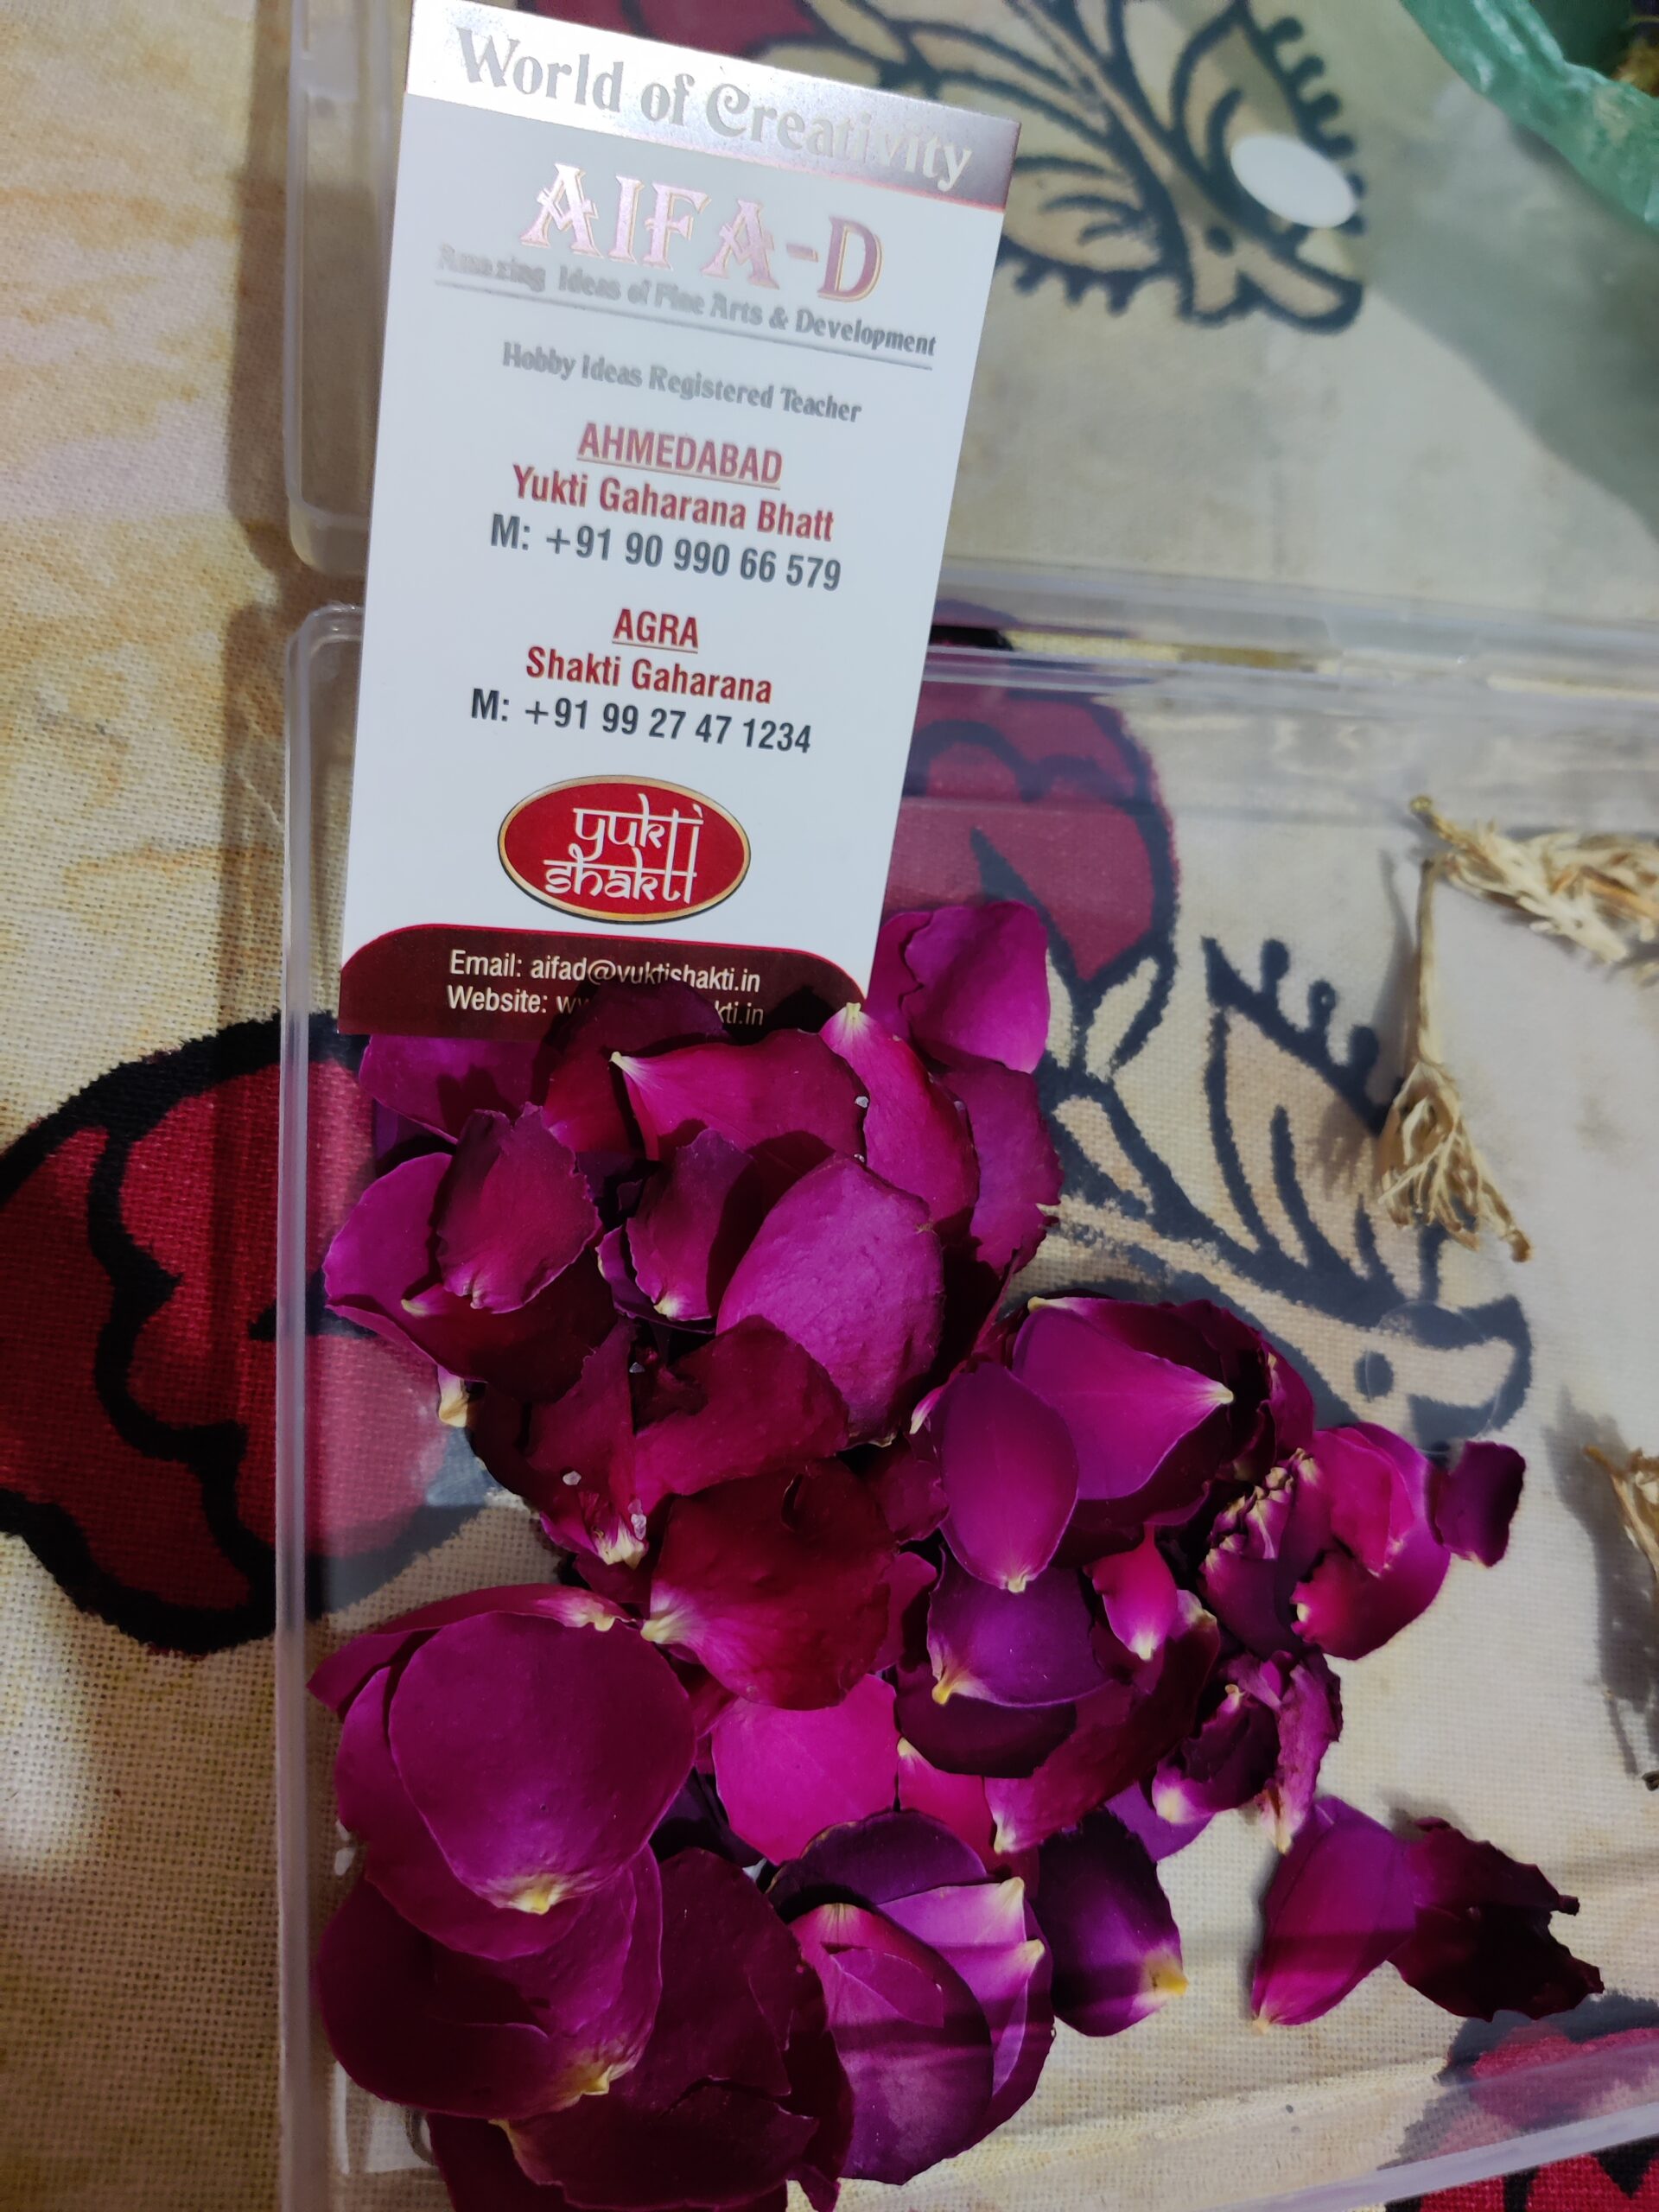 World of Creativity
AIFA-D
Amazing Ideas of Fine Arts & Development
Hobby Ideas Registered Teacher
AHMEDABAD
Yukti Gaharana Bhatt
M: +91 90 990 66 579
AGRA
Shakti Gaharana
M: +91 99 27 47 1234
yukti
shakti
Email: aifad@yuktishakti.in
Website: